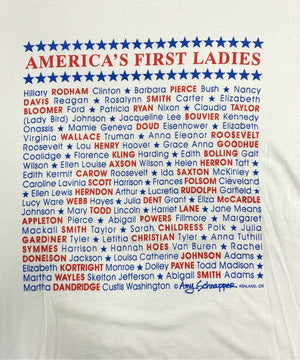 AMERICA'S FIRST LADIES
Hillary RODHAM Clinton ★ Barbara PIERCE Bush ★ Nancy
DAVIS Reagan ★ Rosalynn SMITH Carter ★ Elizabeth
BLOOMER Ford ★ Patricia RYAN Nixon ★ Claudia TAYLOR
(Lady Bird) Johnson ★ Jacqueline Lee BOUVIER Kennedy
Onassis ★ Mamie Geneva DOUD Eisenhower ★ Elizabeth
Virginia WALLACE Truman ★ Anna Eleanor ROOSEVELT
Roosevelt ★ Lou HENRY Hoover ★ Grace Anna GOODHUE
Coolidge ★ Florence KLING Harding ★ Edith BOLLING Galt
Wilson ★ Ellen Louise AXSON Wilson ★ Helen HERRON Taft ★
Edith Kermit CAROW Roosevelt ★ Ida SAXTON McKinley ★
Caroline Lavinia SCOTT Harrison ★ Frances FOLSOM Cleveland
★ Ellen Lewis HERNDON Arthur ★ Lucretia RUDOLPH Garfield ★
Lucy Ware WEBB Hayes ★ Julia DENT Grant ★ Eliza McCARDLE
Johnson ★ Mary TODD Lincoln ★ Harriet LANE ★ Jane Means
APPLETON Pierce ★ Abigail POWERS Fillmore ★ Margaret
Mackall SMITH Taylor ★ Sarah CHILDRESS Polk ★ Julia
GARDINER Tyler ★ Letitia CHRISTIAN Tyler ★ Anna Tuthill
SYMMES Harrison ★ Hannah HOES Van Buren ★ Rachel
DONELSON Jackson ★ Louisa Catherine JOHNSON Adams ★
Elizabeth KORTRIGHT Monroe ★ Dolley PAYNE Todd Madison ★
Martha WAYLES Skelton Jefferson ★ Abigail SMITH Adams ★
Martha DANDRIDGE Custis Washington © Amy Schnapper ASHLAND, OR